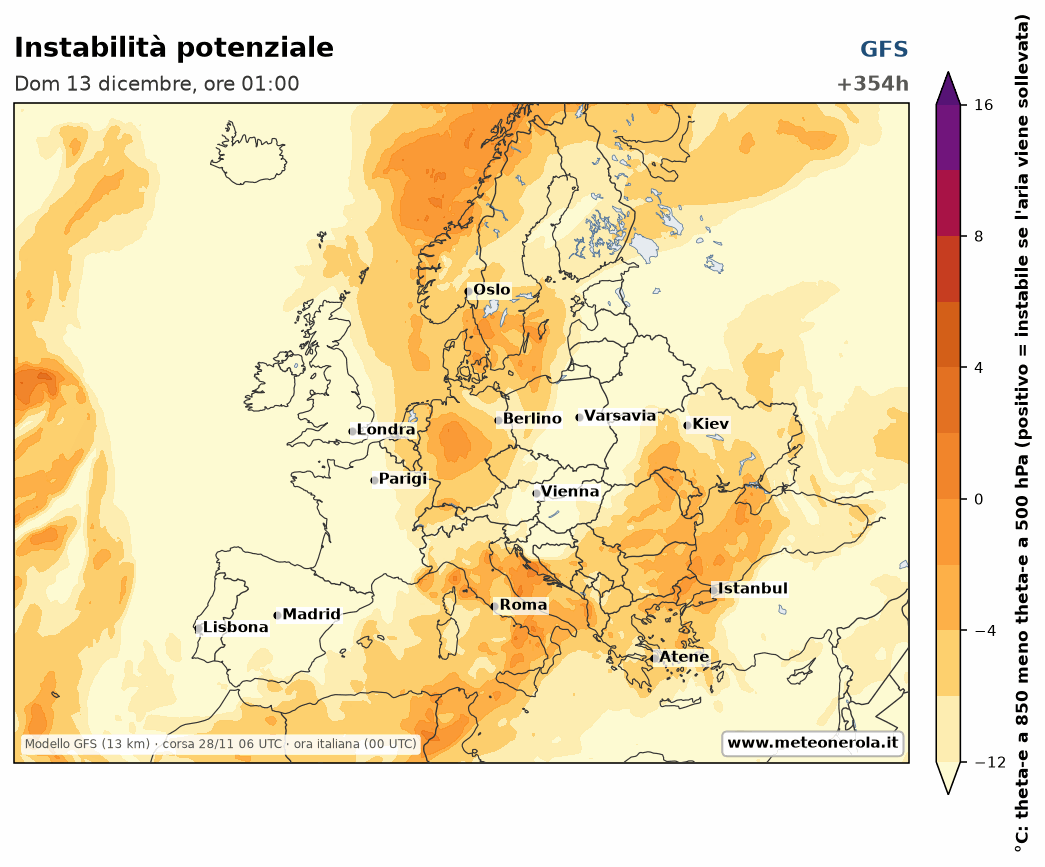 Instabilità potenziale
GFS
Dom 13 dicembre, ore 01:00
+354h
16
8
4
0
−4
−12
°C: theta-e a 850 meno theta-e a 500 hPa (positivo = instabile se l'aria viene sollevata)
Oslo
Berlino
Varsavia
Kiev
Londra
Parigi
Vienna
Istanbul
Roma
Madrid
Lisbona
Atene
Modello GFS (13 km) · corsa 28/11 06 UTC · ora italiana (00 UTC)
www.meteonerola.it